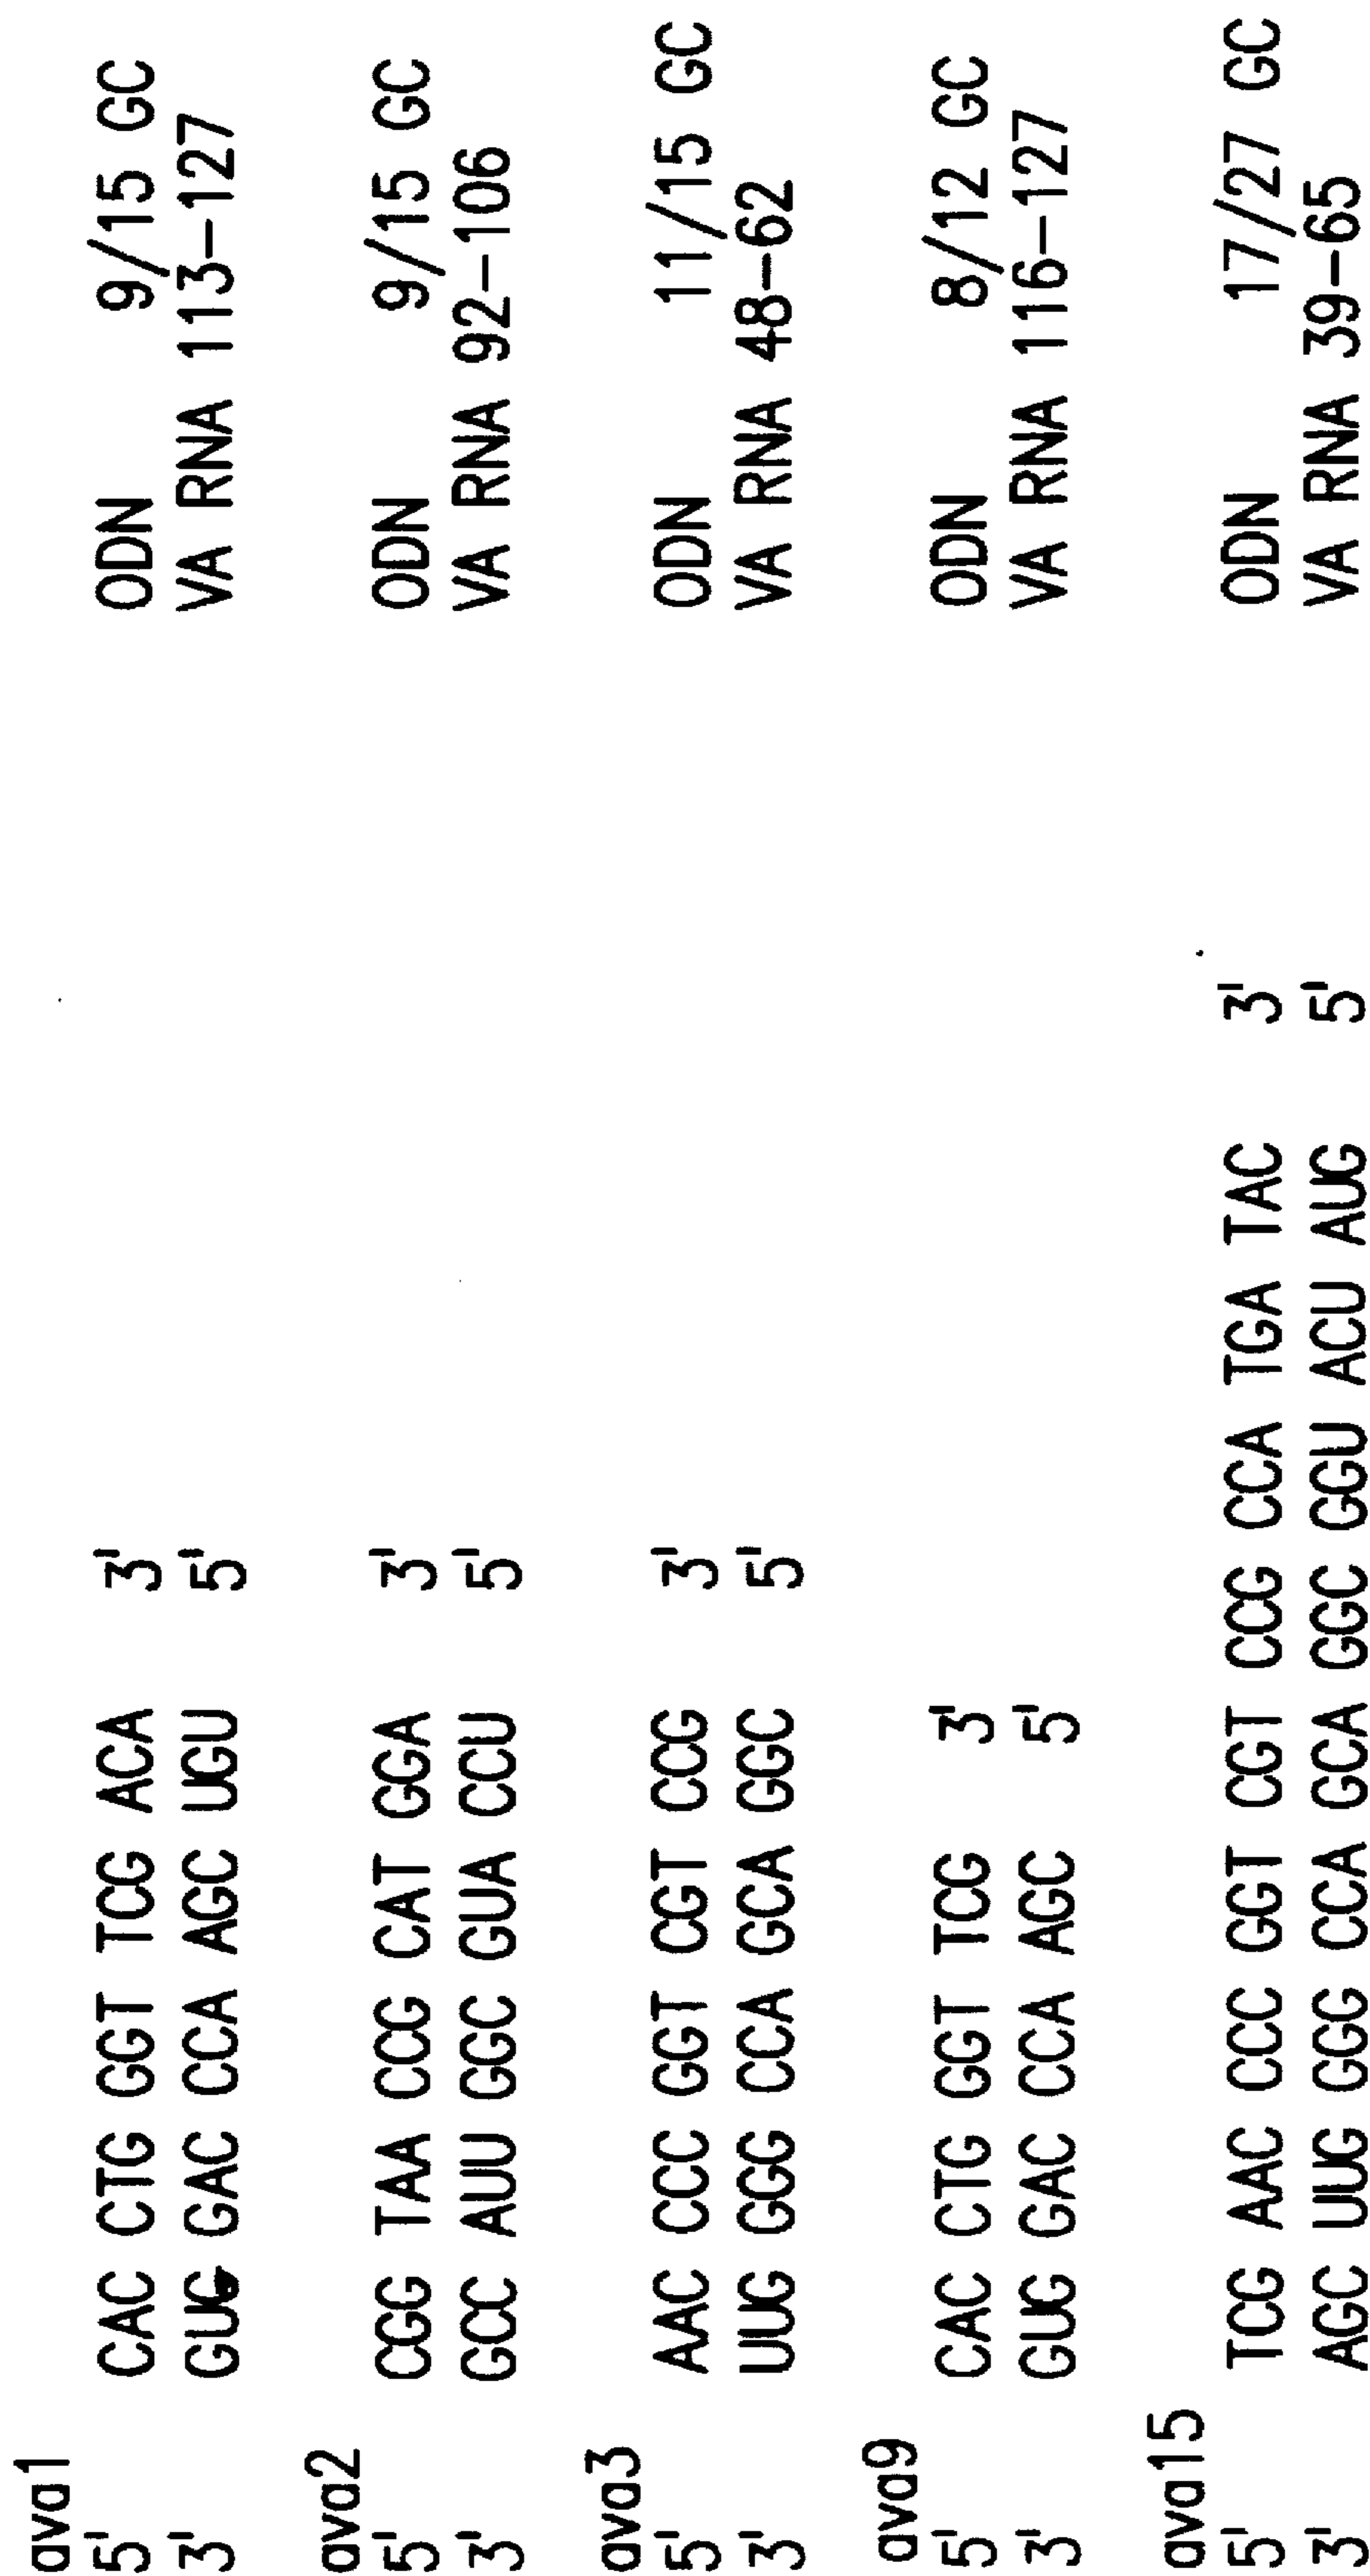 ava1
5' CAC CTG GGT TCG ACA 3' ODN 9/15 GC
3' GUG GAC CCA AGC UGU 5' VA RNA 113-127
ava2
5' CGG TAA CCG CAT GGA 3' ODN 9/15 GC
3' GCC AUU GGC GUA CCU 5' VA RNA 92-106
ava3
5' AAC CCC GGT CGT CCG 3' ODN 11/15 GC
3' UUG GGG CCA GCA GGC 5' VA RNA 48-62
ava9
5' CAC CTG GGT TCG 3' ODN 8/12 GC
3' GUG GAC CCA AGC 5' VA RNA 116-127
ava15
5' TCG AAC CCC GGT CGT CCG CCA TGA TAC 3' ODN 17/27 GC
3' AGC UUG GGG CCA GCA GGC GGU ACU AUG 5' VA RNA 39-65